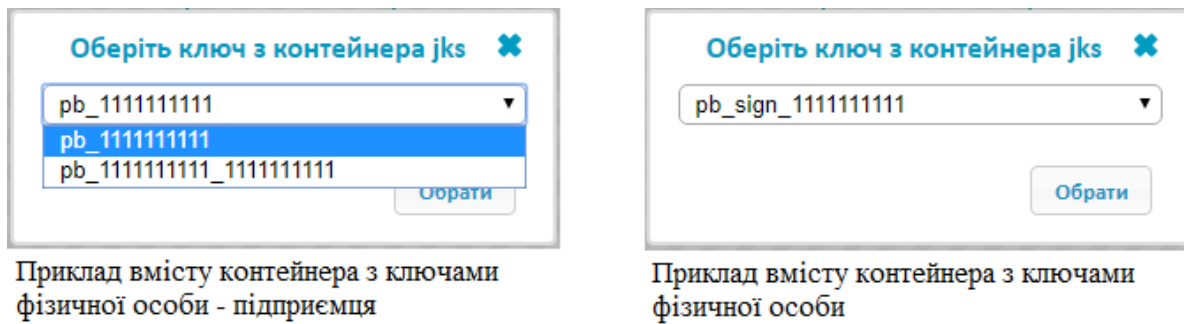 Оберіть ключ з контейнера jks ✖
pb_1111111111
pb_1111111111
pb_1111111111_1111111111
Обрати
Приклад вмісту контейнера з ключами
фізичної особи - підприємця
Оберіть ключ з контейнера jks ✖
pb_sign_1111111111
Обрати
Приклад вмісту контейнера з ключами
фізичної особи